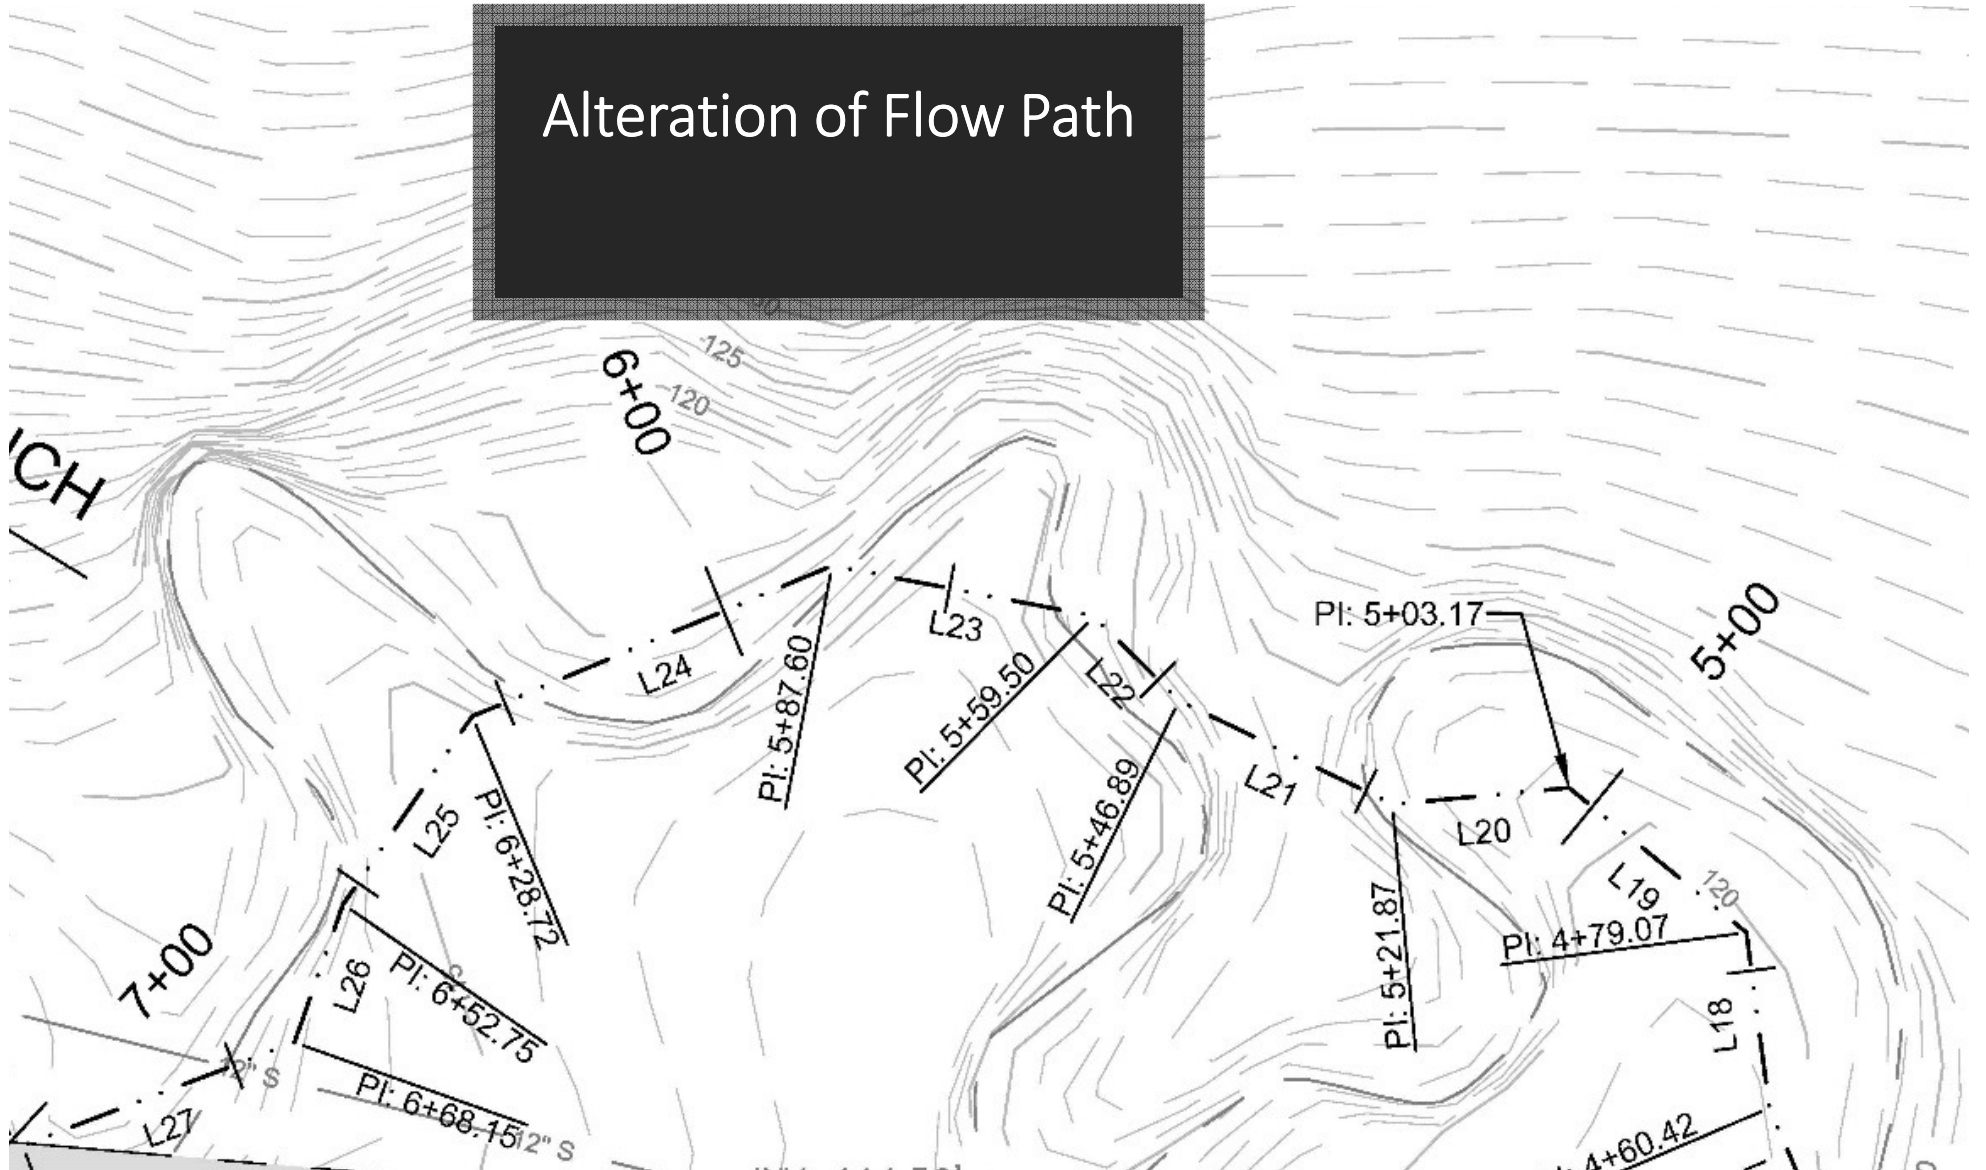 Alteration of Flow Path
125
120
6+00
PI: 5+03.17
5+00
L23
L24
PI: 5+87.60
PI: 5+59.50
L22
L21
L20
L25
PI: 6+28.72
PI: 5+46.89
L19
120
PI: 4+79.07
PI: 5+21.87
7+00
L26
PI: 6+52.75
L18
12" S
PI: 6+68.15
L27
12" S
4+60.42